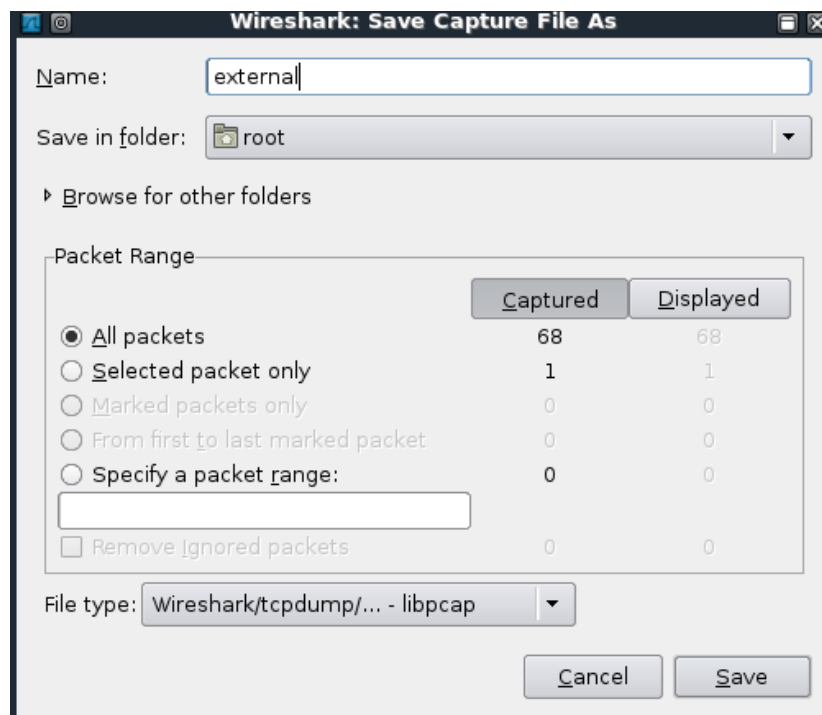 Wireshark: Save Capture File As
Name: external
Save in folder: root
Browse for other folders
Packet Range
Captured Displayed
All packets 68 68
Selected packet only 1 1
Marked packets only 0 0
From first to last marked packet 0 0
Specify a packet range: 0 0
Remove Ignored packets 0 0
File type: Wireshark/tcpdump/... - libpcap
Cancel Save